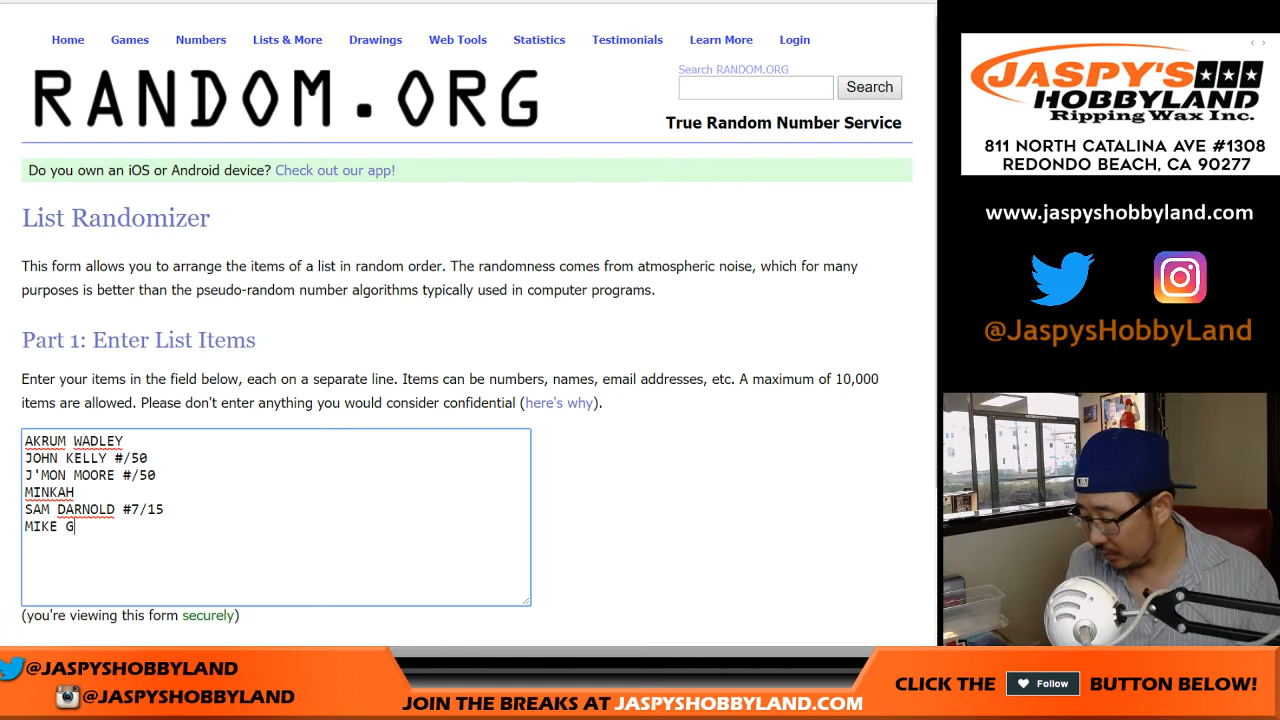 Home Games Numbers Lists & More Drawings Web Tools Statistics Testimonials Learn More Login
RANDOM.ORG
Search RANDOM.ORG
Search
True Random Number Service
Do you own an iOS or Android device? Check out our app!
List Randomizer
This form allows you to arrange the items of a list in random order. The randomness comes from atmospheric noise, which for many
purposes is better than the pseudo-random number algorithms typically used in computer programs.
Part 1: Enter List Items
Enter your items in the field below, each on a separate line. Items can be numbers, names, email addresses, etc. A maximum of 10,000
items are allowed. Please don't enter anything you would consider confidential (here's why).
AKRUM WADLEY
JOHN KELLY #/50
J'MON MOORE #/50
MINKAH
SAM DARNOLD #7/15
MIKE G
(you're viewing this form securely)
JASPY'S
HOBBYLAND
Ripping Wax Inc.
811 NORTH CATALINA AVE #1308
REDONDO BEACH, CA 90277
www.jaspyshobbyland.com
@JaspysHobbyLand
@JASPYSHOBBYLAND
@JASPYSHOBBYLAND
JOIN THE BREAKS AT JASPYSHOBBYLAND.COM
CLICK THE Follow BUTTON BELOW!